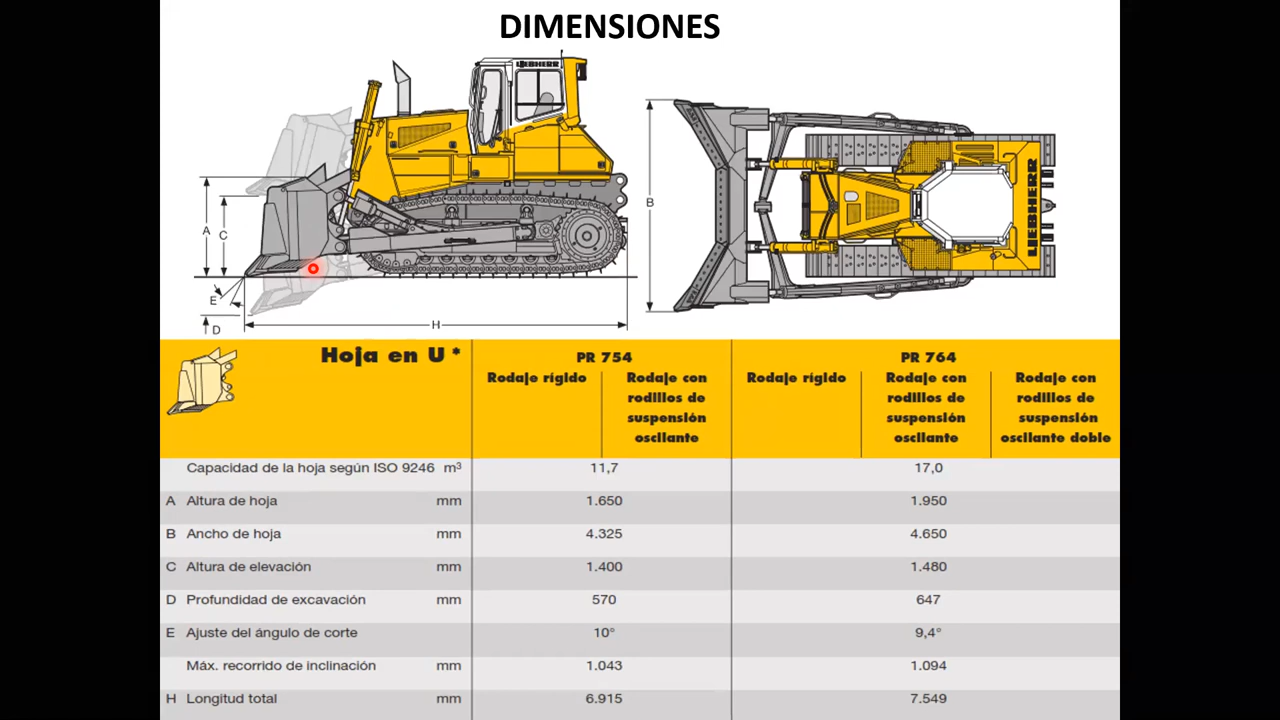 DIMENSIONES
LIEBHERR
A
C
E
D
H
B
LIEBHERR
Hoja en U *
PR 754
PR 764
Rodaje rígido
Rodaje con
rodillos de
suspensión
oscilante
Rodaje rígido
Rodaje con
rodillos de
suspensión
oscilante
Rodaje con
rodillos de
suspensión
oscilante doble
Capacidad de la hoja según ISO 9246 m³ 11,7 17,0
A Altura de hoja mm 1.650 1.950
B Ancho de hoja mm 4.325 4.650
C Altura de elevación mm 1.400 1.480
D Profundidad de excavación mm 570 647
E Ajuste del ángulo de corte 10° 9,4°
Máx. recorrido de inclinación mm 1.043 1.094
H Longitud total mm 6.915 7.549